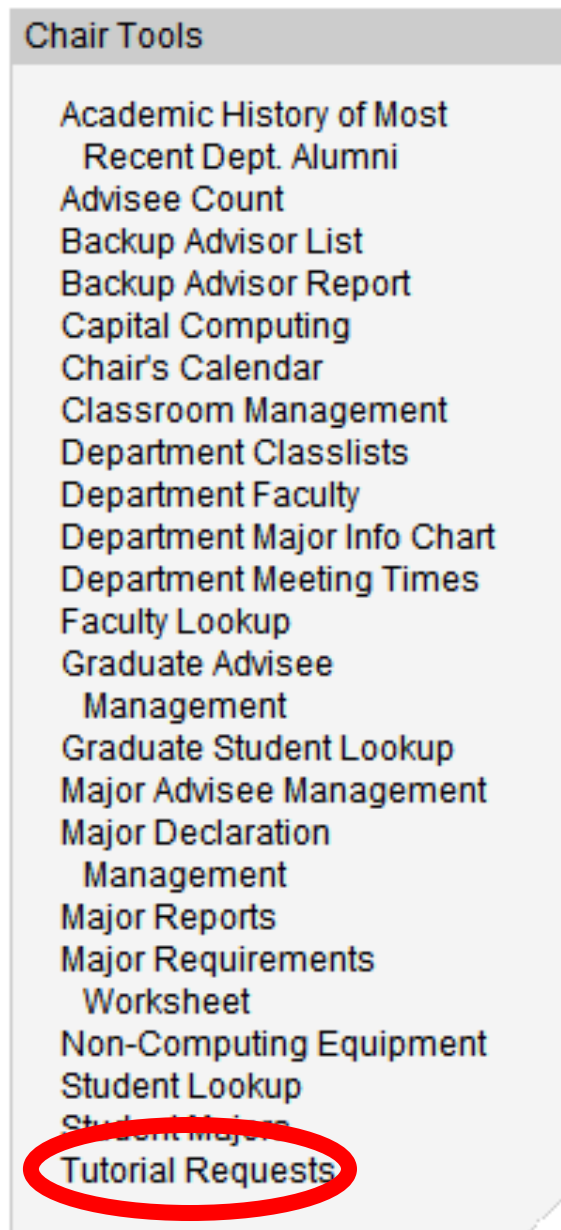 Chair Tools
Academic History of Most
Recent Dept. Alumni
Advisee Count
Backup Advisor List
Backup Advisor Report
Capital Computing
Chair's Calendar
Classroom Management
Department Classlists
Department Faculty
Department Major Info Chart
Department Meeting Times
Faculty Lookup
Graduate Advisee
Management
Graduate Student Lookup
Major Advisee Management
Major Declaration
Management
Major Reports
Major Requirements
Worksheet
Non-Computing Equipment
Student Lookup
Student Majors
Tutorial Requests